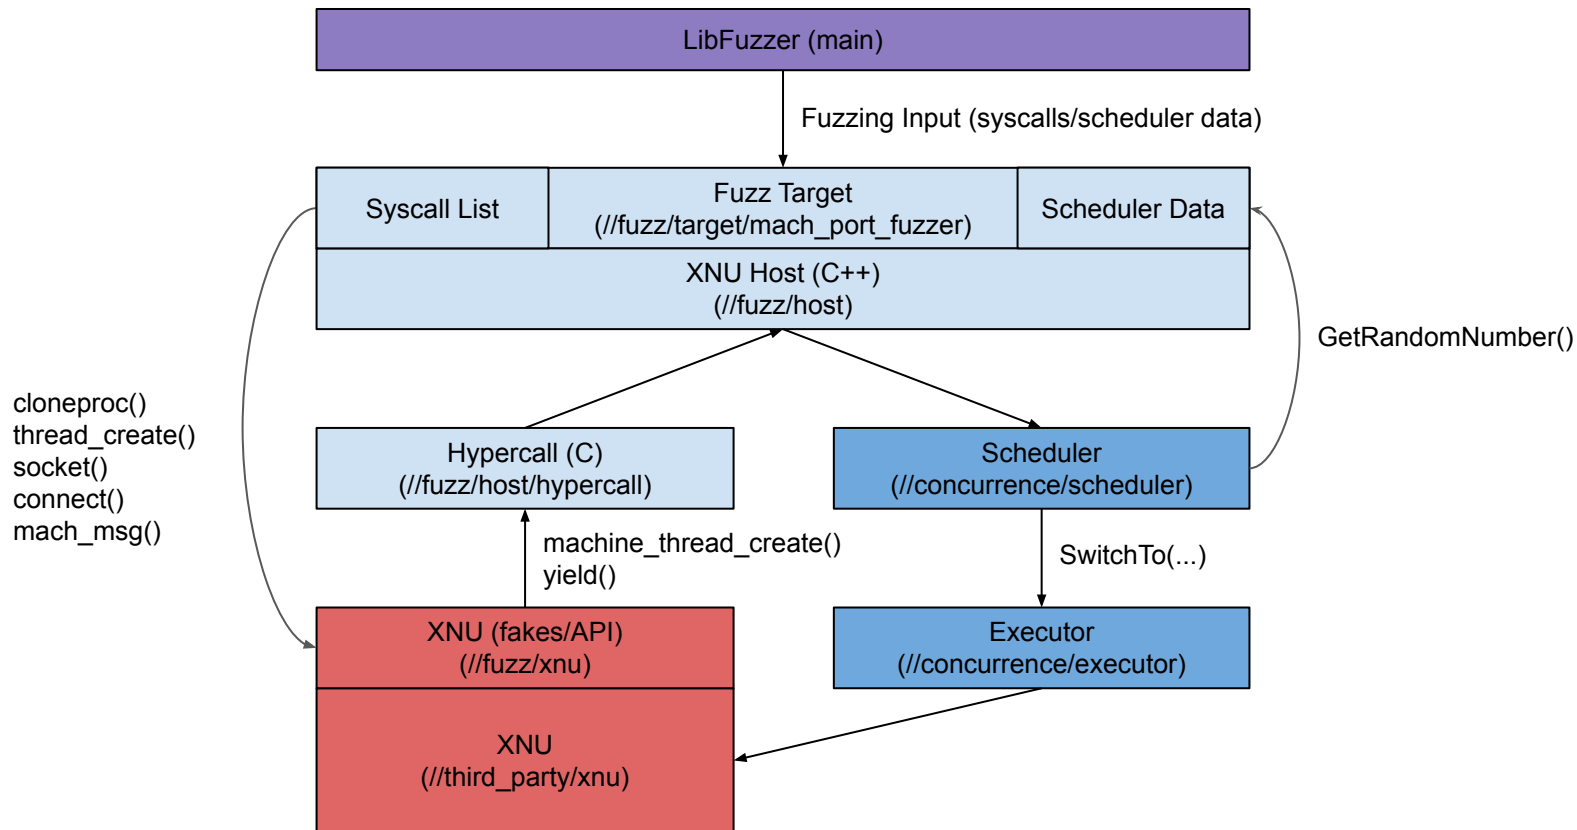 LibFuzzer (main)
Fuzzing Input (syscalls/scheduler data)
Syscall List
Fuzz Target
(//fuzz/target/mach_port_fuzzer)
Scheduler Data
XNU Host (C++)
(//fuzz/host)
GetRandomNumber()
cloneproc()
thread_create()
socket()
connect()
mach_msg()
Hypercall (C)
(//fuzz/host/hypercall)
Scheduler
(//concurrence/scheduler)
machine_thread_create()
yield()
SwitchTo(...)
XNU (fakes/API)
(//fuzz/xnu)
Executor
(//concurrence/executor)
XNU
(//third_party/xnu)